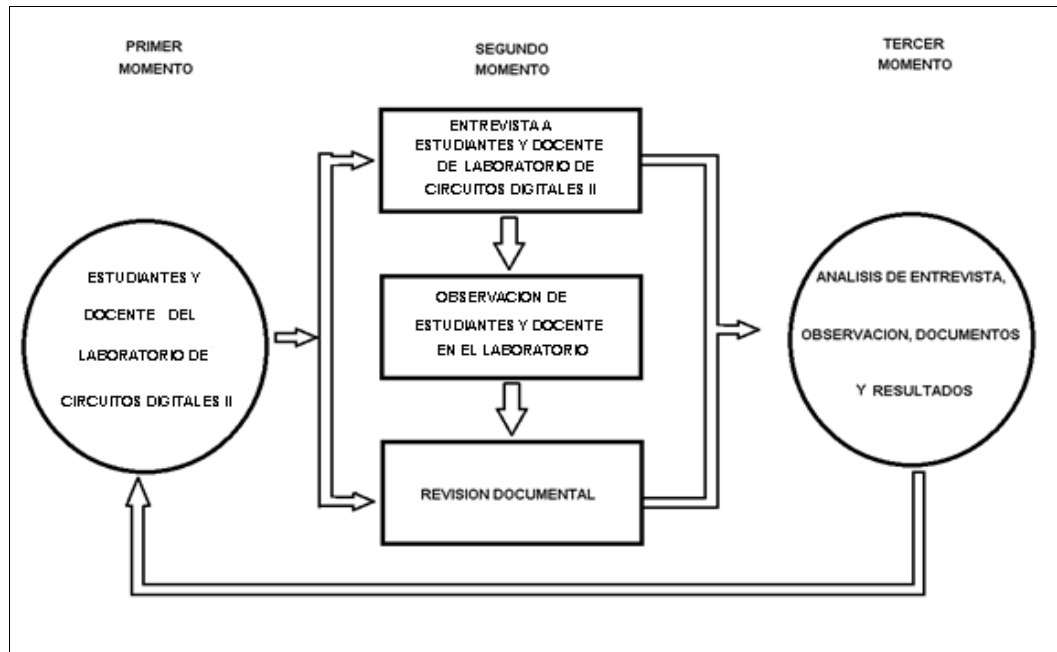 PRIMER
MOMENTO
SEGUNDO
MOMENTO
TERCER
MOMENTO
ESTUDIANTES Y
DOCENTE DEL
LABORATORIO DE
CIRCUITOS DIGITALES II
ENTREVISTA A
ESTUDIANTES Y DOCENTE
DE LABORATORIO DE
CIRCUITOS DIGITALES II
OBSERVACION DE
ESTUDIANTES Y DOCENTE
EN EL LABORATORIO
REVISION DOCUMENTAL
ANALISIS DE ENTREVISTA,
OBSERVACION, DOCUMENTOS
Y RESULTADOS